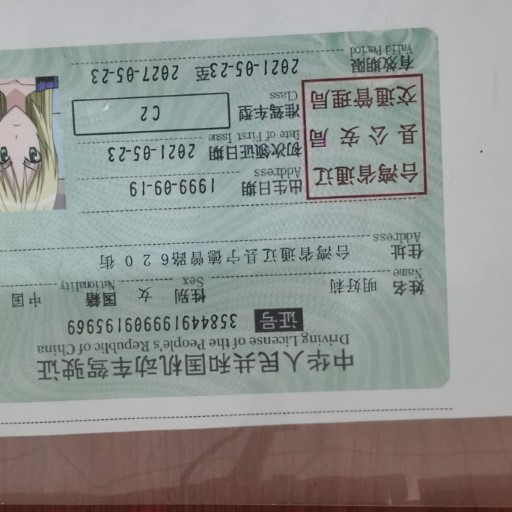 中华人民共和国机动车驾驶证
Driving License of the People's Republic of China
证号 358449199909195969
姓名 明好莉 性别 女 国籍 中国
Name Sex Nationality
住址 台湾省通辽县宁德管路620街
Address
台湾省通辽
县公安局
交通管理局
出生日期 1999-09-19
Address
初次领证日期 2021-05-23
Date of First Issue
准驾车型 C2
Class
有效期限 2021-05-23至 2027-05-23
Valid Period